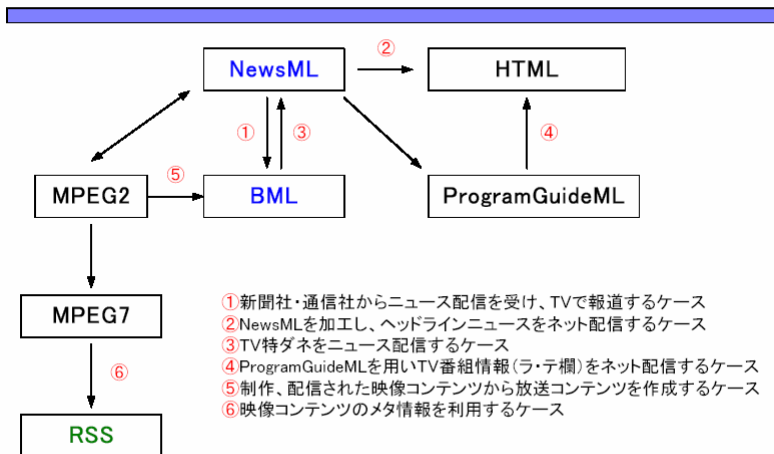 ②
NewsML
HTML
① ③
④
⑤
MPEG2
BML
ProgramGuideML
MPEG7
①新聞社・通信社からニュース配信を受け、TVで報道するケース
②NewsMLを加工し、ヘッドラインニュースをネット配信するケース
③TV特ダネをニュース配信するケース
④ProgramGuideMLを用いTV番組情報(ラ・テ欄)をネット配信するケース
⑤制作、配信された映像コンテンツから放送コンテンツを作成するケース
⑥映像コンテンツのメタ情報を利用するケース
⑥
RSS